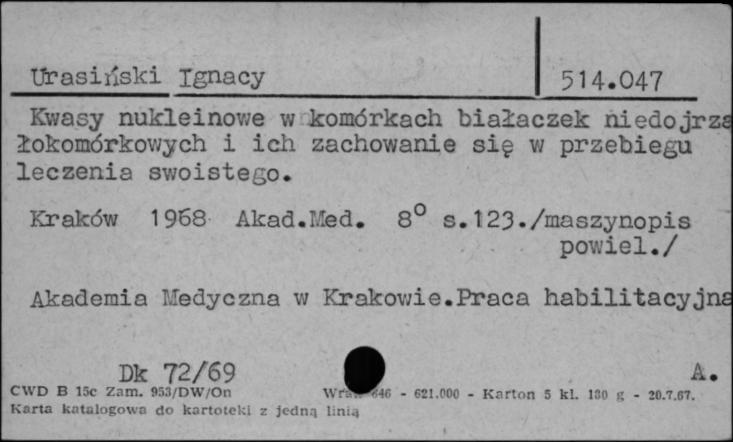 Urasiński Ignacy 514.047
Kwasy nukleinowe w komórkach białaczek niedojrza
łokomórkowych i ich zachowanie się w przebiegu
leczenia swoistego.
Kraków 1968 Akad.Med. 8° s.123./maszynopis
powiel./
Akademia Medyczna w Krakowie.Praca habilitacyjna
Dk 72/69 A.
CWD B 15c Zam. 953/DW/On 646 - 621.000 - Karton 5 kl. 180 g - 20.7.67.
Karta katalogowa do kartoteki z jedną linią